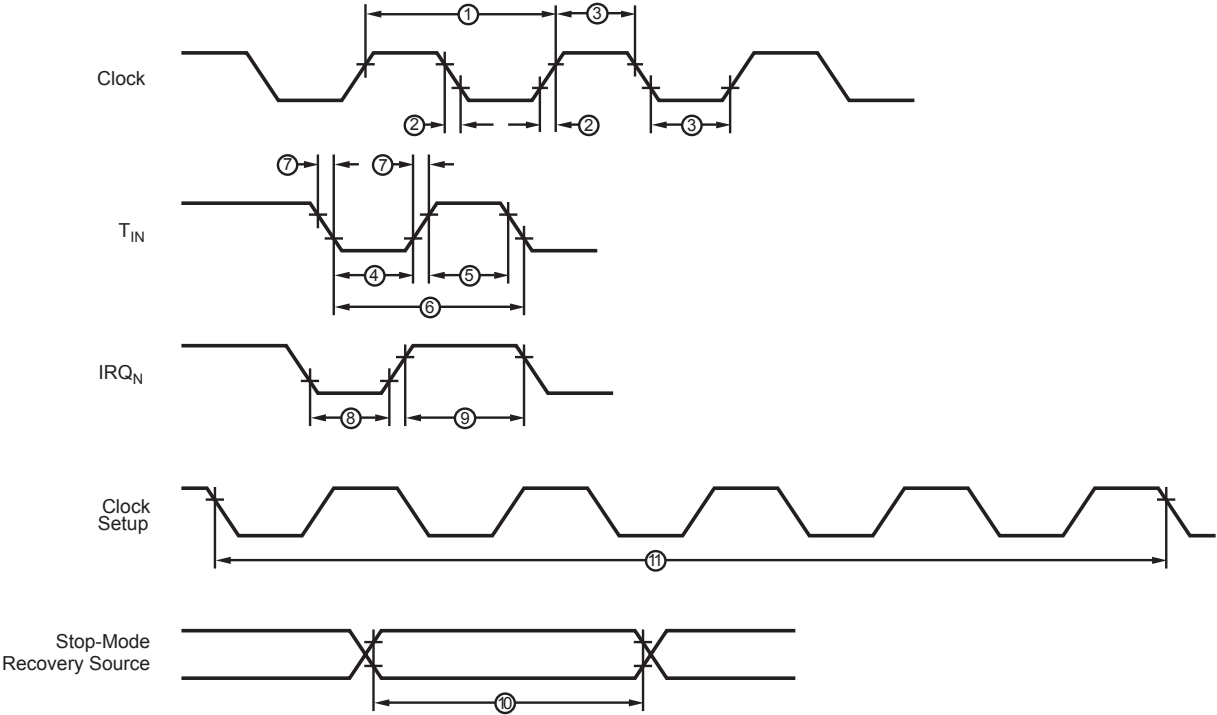 ① ③
Clock
② ② ③
⑦ ⑦
TIN
④ ⑤
⑥
IRQN
⑧ ⑨
Clock
Setup
⑪
Stop-Mode
Recovery Source
⑩